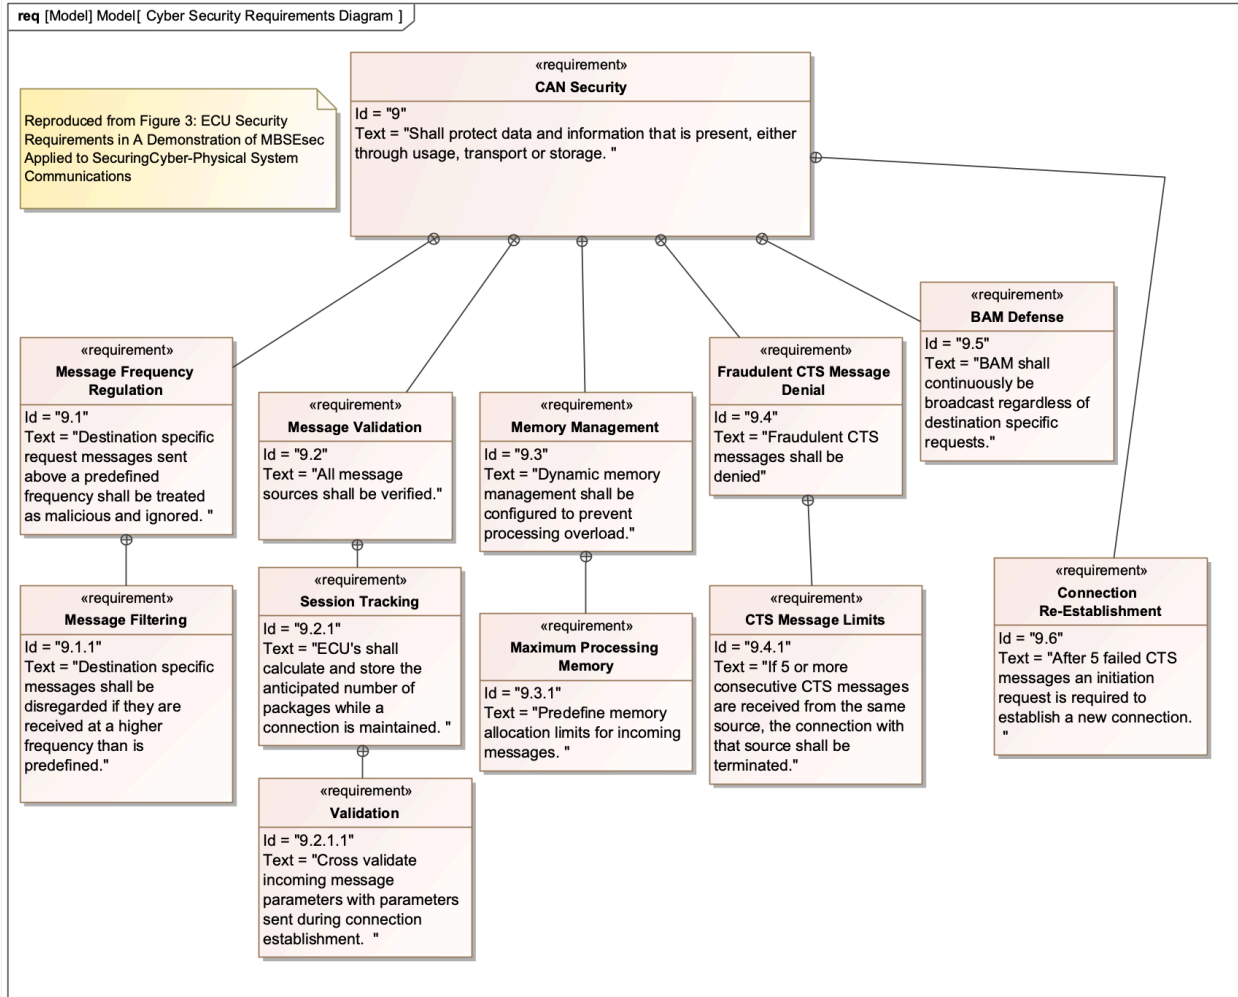 req [Model] Model[ Cyber Security Requirements Diagram ]
Reproduced from Figure 3: ECU Security
Requirements in A Demonstration of MBSEsec
Applied to SecuringCyber-Physical System
Communications
«requirement»
CAN Security
Id = "9"
Text = "Shall protect data and information that is present, either
through usage, transport or storage. "
«requirement»
Message Frequency
Regulation
Id = "9.1"
Text = "Destination specific
request messages sent
above a predefined
frequency shall be treated
as malicious and ignored. "
«requirement»
Message Validation
Id = "9.2"
Text = "All message
sources shall be verified."
«requirement»
Memory Management
Id = "9.3"
Text = "Dynamic memory
management shall be
configured to prevent
processing overload."
«requirement»
Fraudulent CTS Message
Denial
Id = "9.4"
Text = "Fraudulent CTS
messages shall be
denied"
«requirement»
BAM Defense
Id = "9.5"
Text = "BAM shall
continuously be
broadcast regardless of
destination specific
requests."
«requirement»
Message Filtering
Id = "9.1.1"
Text = "Destination specific
messages shall be
disregarded if they are
received at a higher
frequency than is
predefined."
«requirement»
Session Tracking
Id = "9.2.1"
Text = "ECU's shall
calculate and store the
anticipated number of
packages while a
connection is maintained. "
«requirement»
Maximum Processing
Memory
Id = "9.3.1"
Text = "Predefine memory
allocation limits for incoming
messages. "
«requirement»
CTS Message Limits
Id = "9.4.1"
Text = "If 5 or more
consecutive CTS messages
are received from the same
source, the connection with
that source shall be
terminated."
«requirement»
Connection
Re-Establishment
Id = "9.6"
Text = "After 5 failed CTS
messages an initiation
request is required to
establish a new connection.
"
«requirement»
Validation
Id = "9.2.1.1"
Text = "Cross validate
incoming message
parameters with parameters
sent during connection
establishment.  "